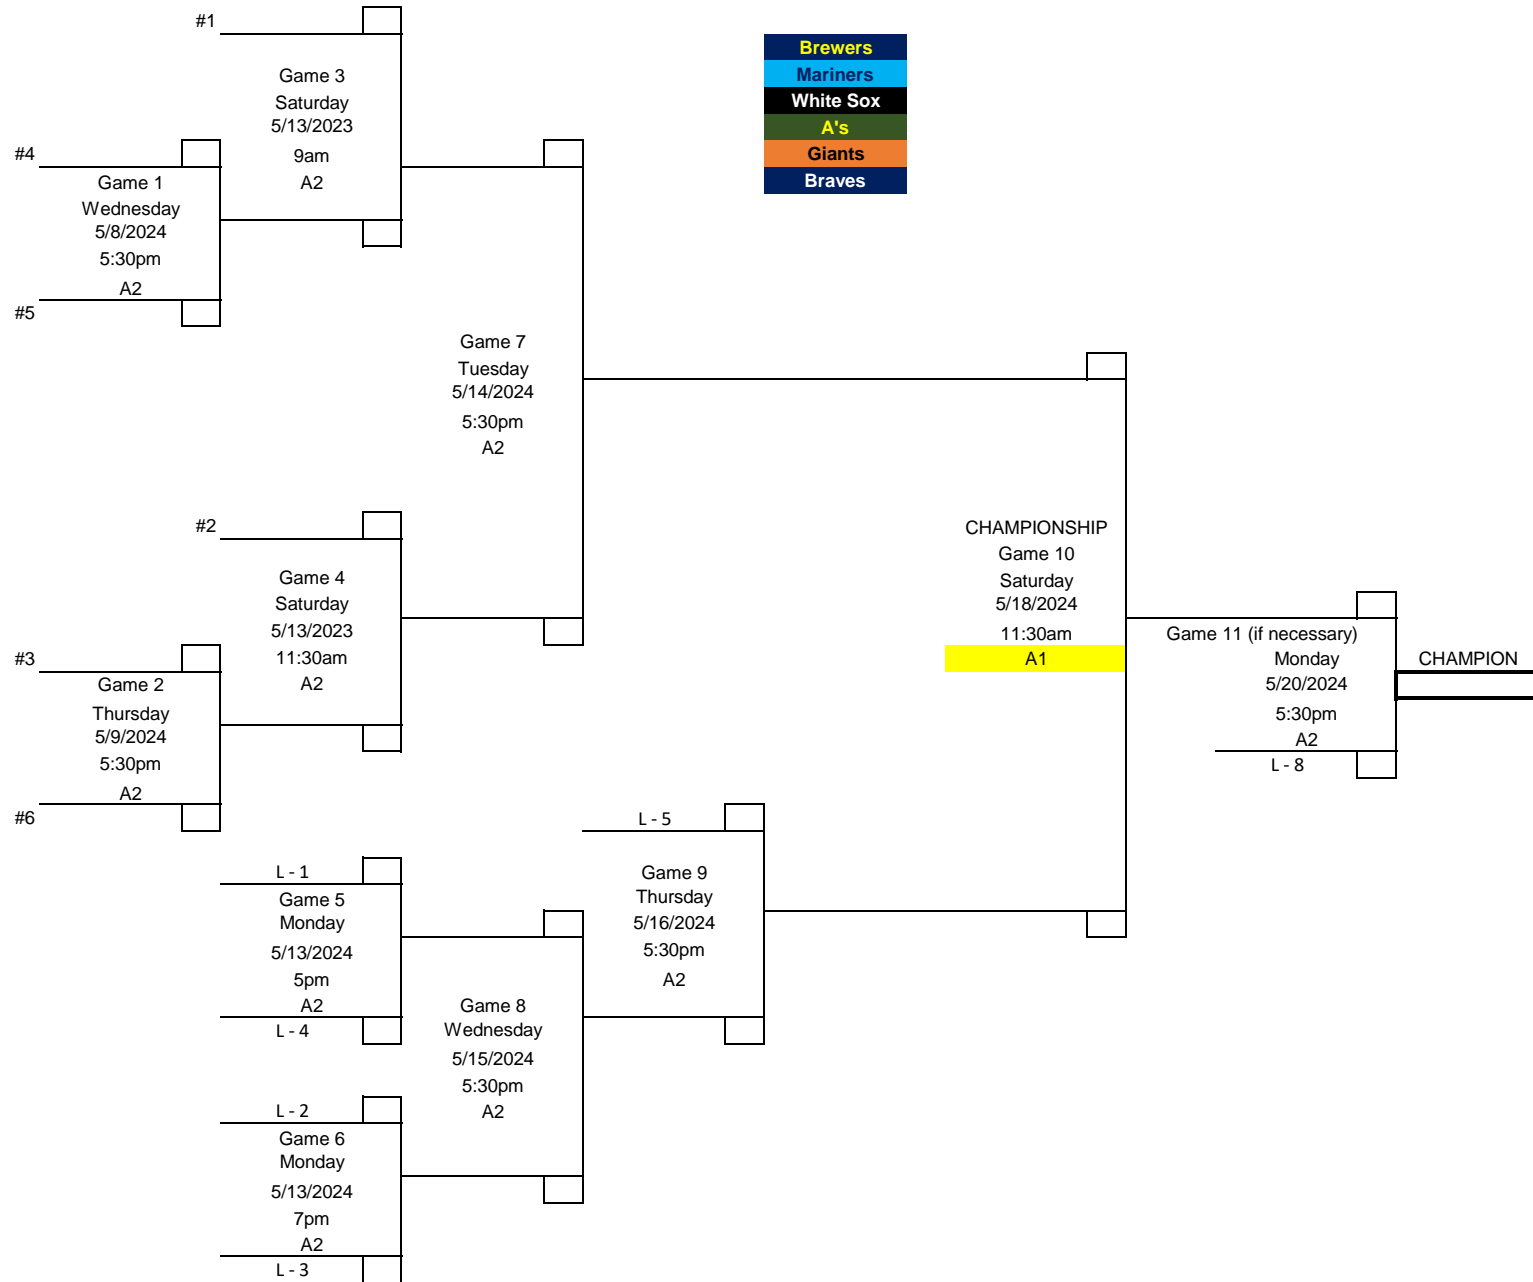 #1
Game 3
Saturday
5/13/2023
9am
A2
#4
Game 1
Wednesday
5/8/2024
5:30pm
A2
#5
Brewers
Mariners
White Sox
A's
Giants
Braves
Game 7
Tuesday
5/14/2024
5:30pm
A2
#2
Game 4
Saturday
5/13/2023
11:30am
A2
#3
Game 2
Thursday
5/9/2024
5:30pm
A2
#6
CHAMPIONSHIP
Game 10
Saturday
5/18/2024
11:30am
A1
Game 11 (if necessary)
Monday
5/20/2024
5:30pm
A2
L - 8
CHAMPION
L - 5
Game 9
Thursday
5/16/2024
5:30pm
A2
L - 1
Game 5
Monday
5/13/2024
5pm
A2
L - 4
Game 8
Wednesday
5/15/2024
5:30pm
A2
L - 2
Game 6
Monday
5/13/2024
7pm
A2
L - 3